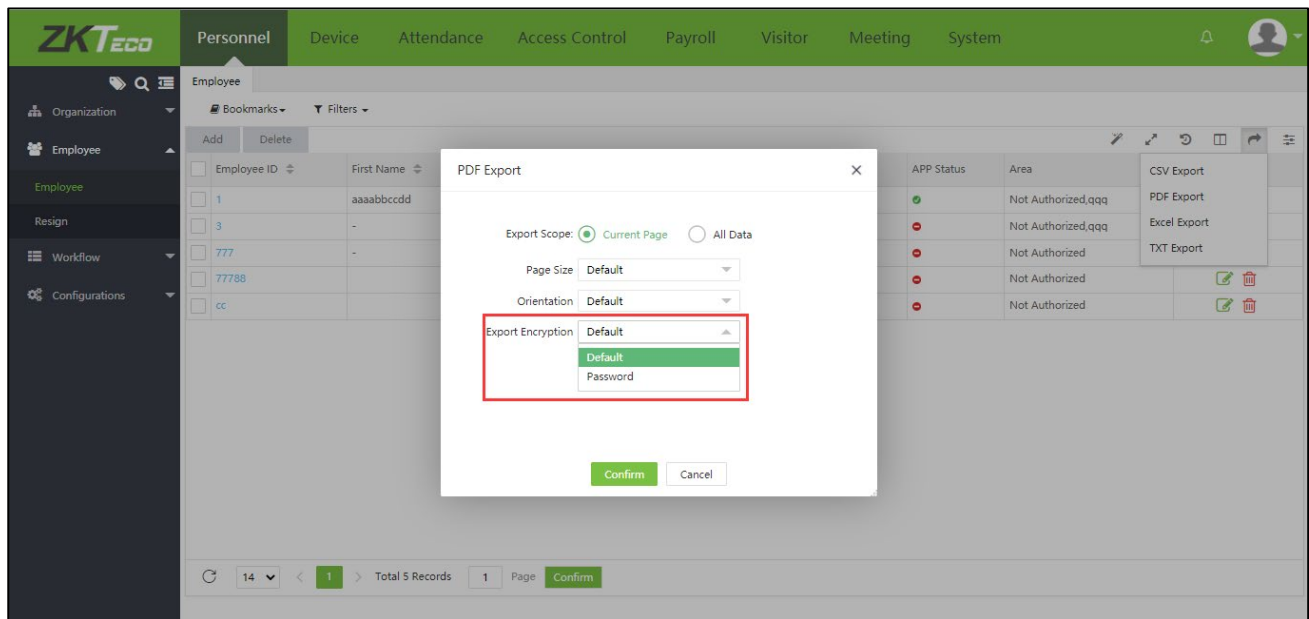 ZKTeco Personnel Device Attendance Access Control Payroll Visitor Meeting System
Employee
Organization
Bookmarks Filters
Add Delete
Employee
Employee ID First Name APP Status Area
PDF Export
CSV Export
Employee
1 aaaabbccdd Not Authorized,qqq
PDF Export
Resign
3 - Not Authorized,qqq
Excel Export
Export Scope: Current Page All Data
TXT Export
Workflow
777 - Not Authorized
Page Size Default
77788 Not Authorized
Configurations
cc Not Authorized
Orientation Default
Export Encryption Default
Default
Password
Confirm Cancel
14 < 1 > Total 5 Records 1 Page Confirm